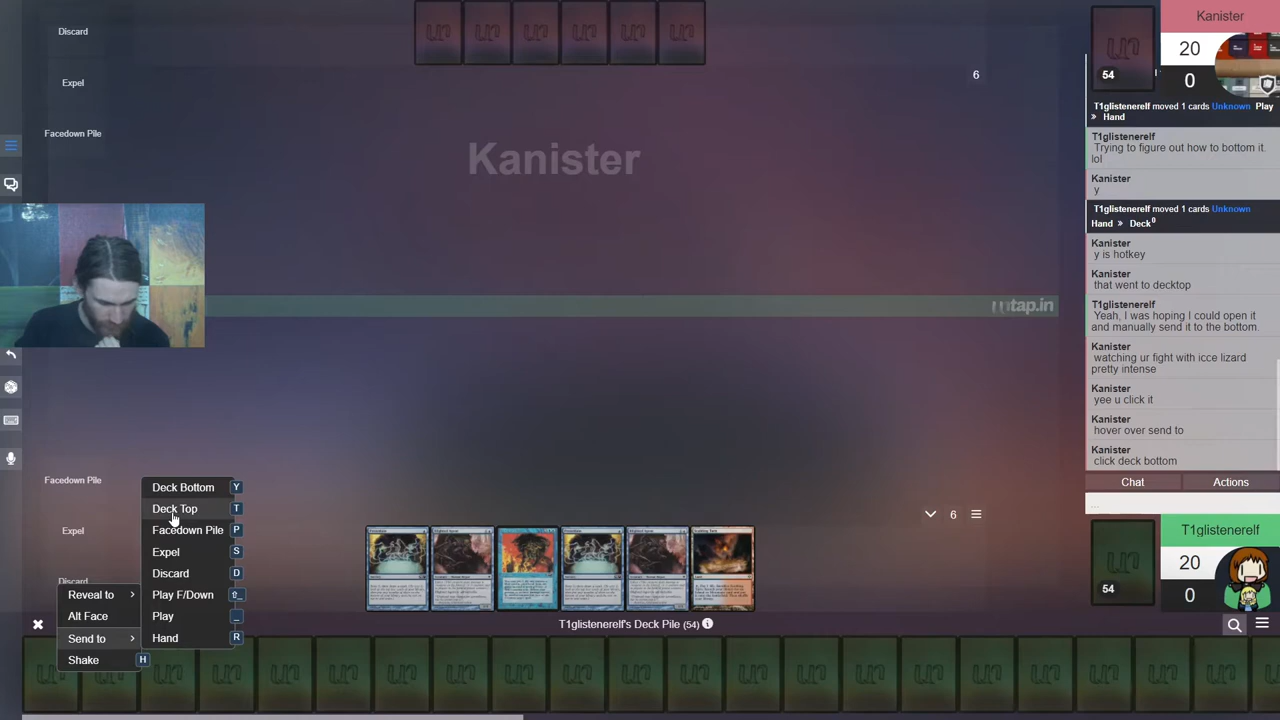 Discard
Expel
Facedown Pile
6
Kanister
Kanister
20
0
54
T1glistenerelf moved 1 cards Unknown Play
» Hand
T1glistenerelf
Trying to figure out how to bottom it.
lol
Kanister
y
T1glistenerelf moved 1 cards Unknown
Hand » Deck⁰
Kanister
y is hotkey
Kanister
that went to decktop
T1glistenerelf
Yeah, I was hoping I could open it
and manually send it to the bottom.
Kanister
watching ur fight with icce lizard
pretty intense
Kanister
yee u click it
Kanister
hover over send to
Kanister
click deck bottom
Chat Actions
...
untap.in
Facedown Pile
Expel
Discard
Reveal to
Alt Face
Send to
Shake H
Deck Bottom Y
Deck Top T
Facedown Pile P
Expel S
Discard D
Play F/Down
Play _
Hand R
6
T1glistenerelf's Deck Pile (54)
T1glistenerelf
20
0
54